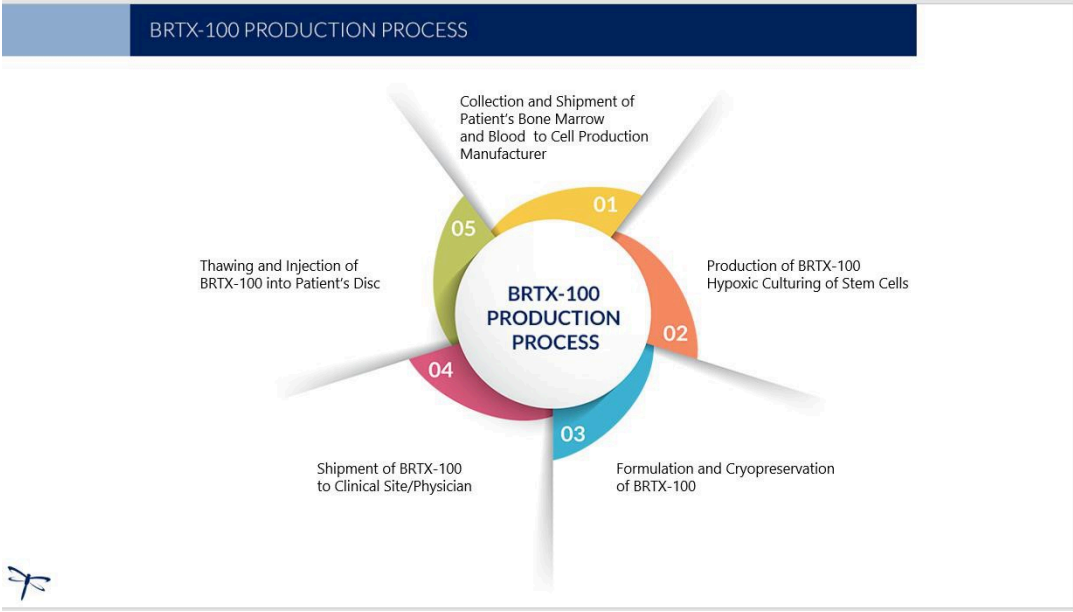 BRTX-100 PRODUCTION PROCESS
Collection and Shipment of
Patient's Bone Marrow
and Blood to Cell Production
Manufacturer
01
Production of BRTX-100
Hypoxic Culturing of Stem Cells
02
Formulation and Cryopreservation
of BRTX-100
03
Shipment of BRTX-100
to Clinical Site/Physician
04
Thawing and Injection of
BRTX-100 into Patient's Disc
05
BRTX-100
PRODUCTION
PROCESS